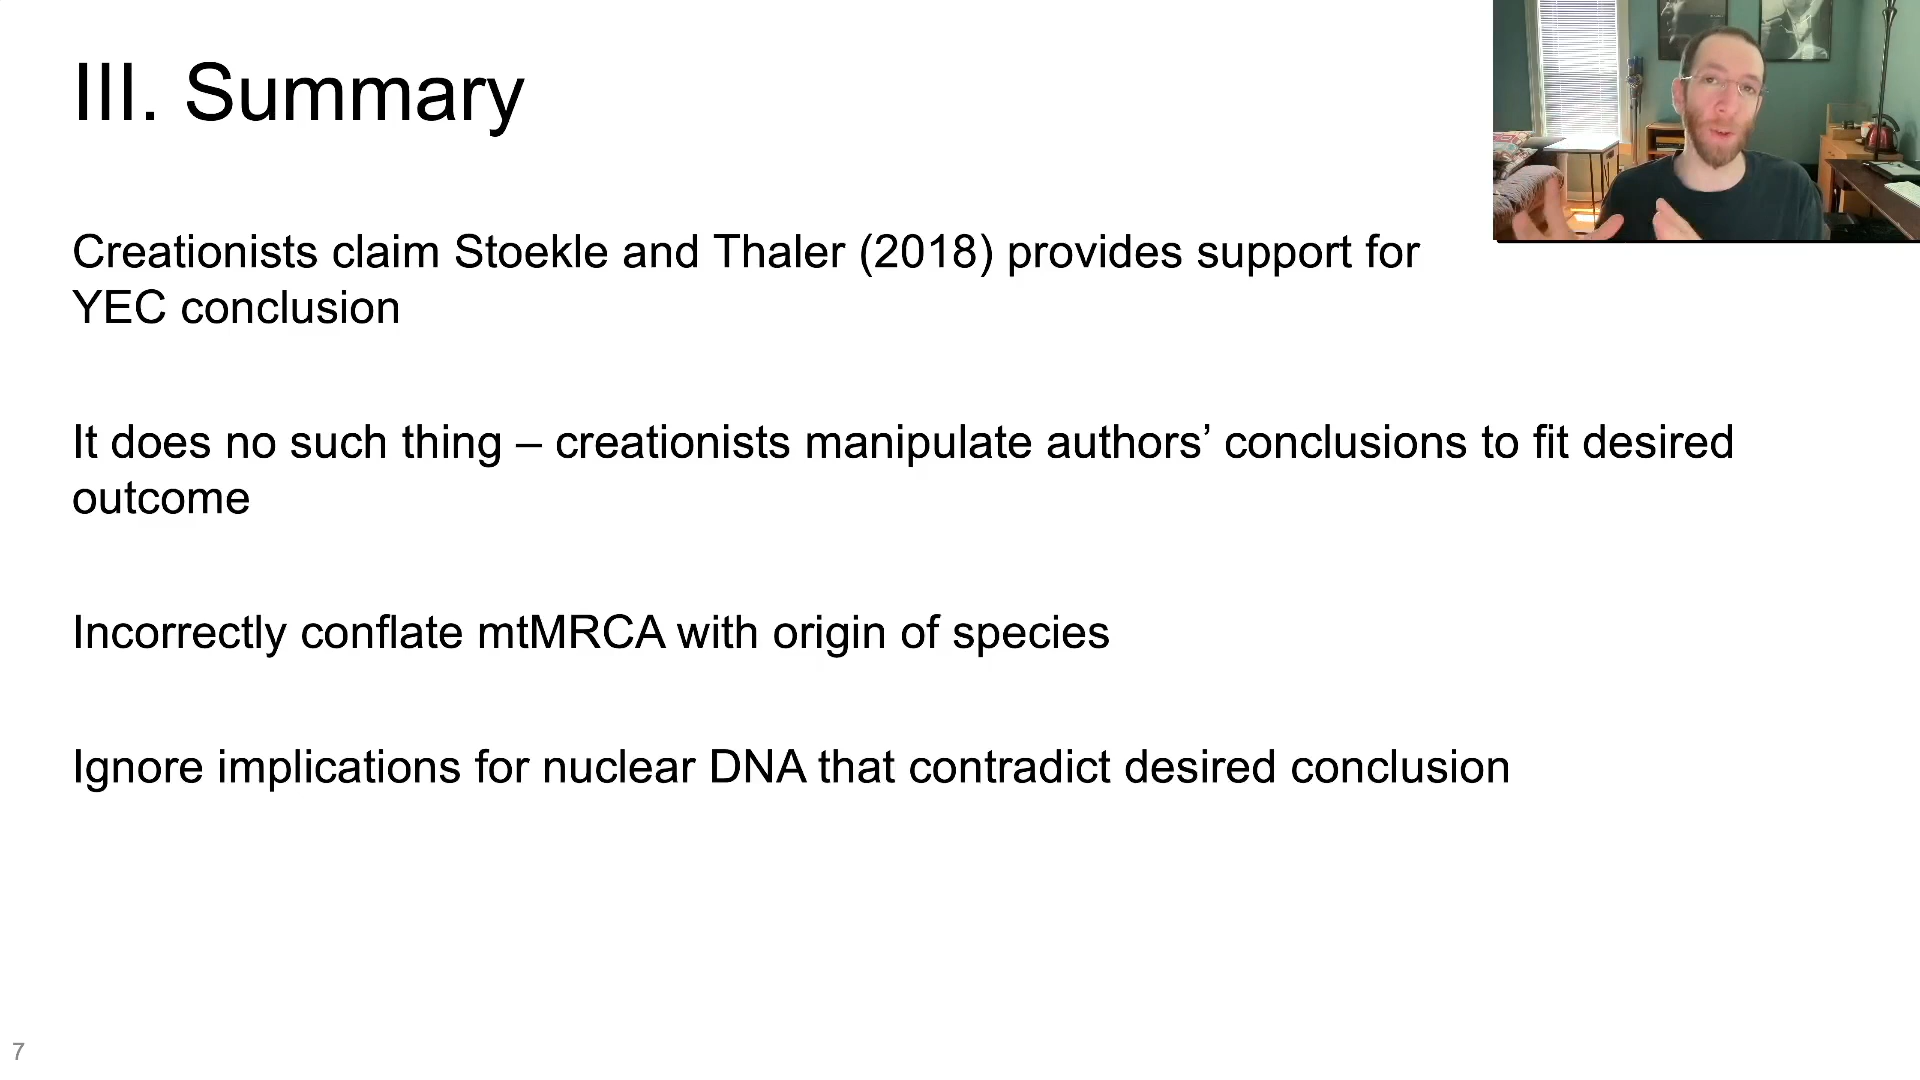 III. Summary
Creationists claim Stoekle and Thaler (2018) provides support for
YEC conclusion
It does no such thing – creationists manipulate authors’ conclusions to fit desired
outcome
Incorrectly conflate mtMRCA with origin of species
Ignore implications for nuclear DNA that contradict desired conclusion
7